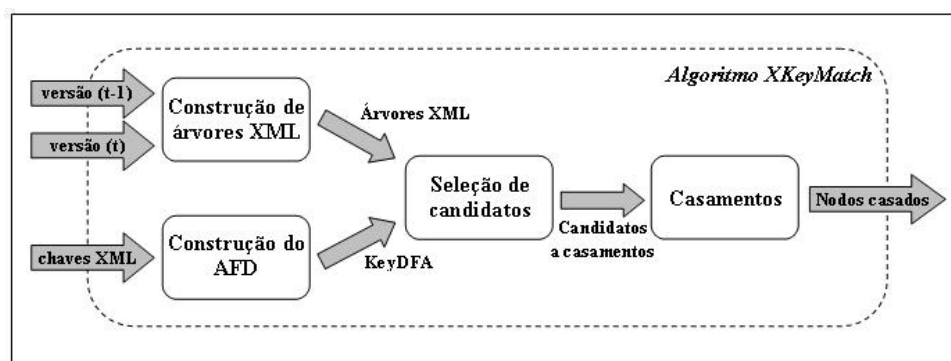 Algoritmo XKeyMatch
versão (t-1)
versão (t)
Construção de
árvores XML
Árvores XML
Seleção de
candidatos
Candidatos
a casamentos
Casamentos
Nodos casados
chaves XML
Construção do
AFD
KeyDFA